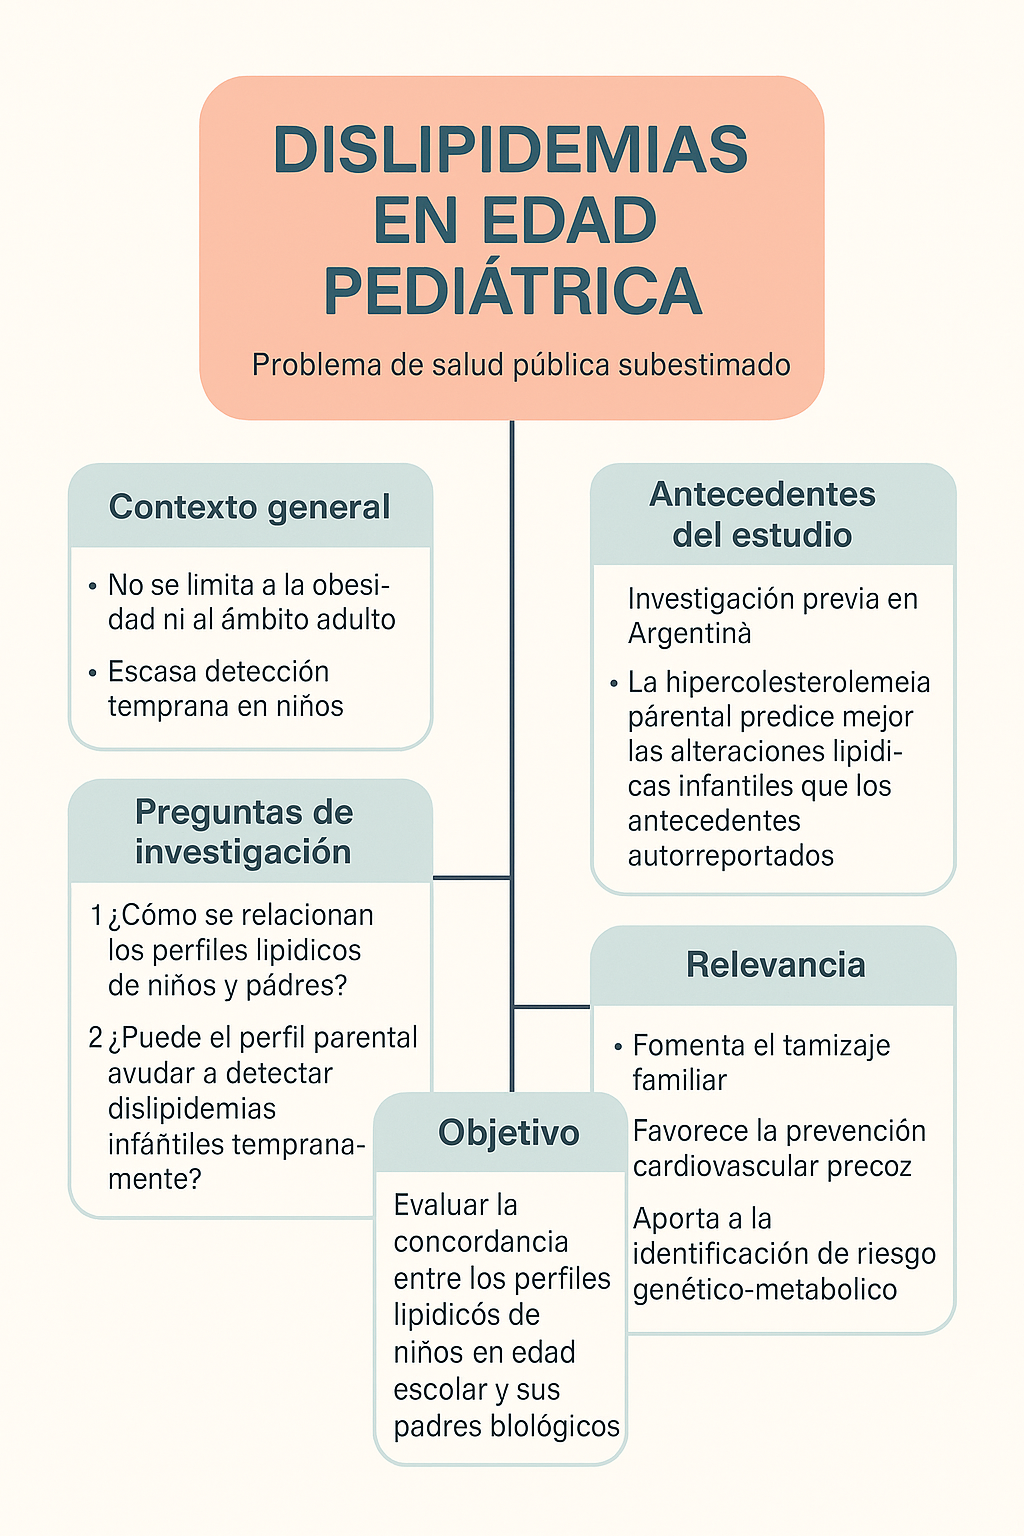 DISLIPIDEMIAS
EN EDAD
PEDIÁTRICA
Problema de salud pública subestimado
Contexto general
• No se limita a la obesi-
dad ni al ámbito adulto
• Escasa detección
temprana en niños
Antecedentes
del estudio
Investigación previa en
Argentinà
• La hipercolesterolemeia
párental predice mejor
las alteraciones lipidi-
cas infantiles que los
antecedentes
autorreportados
Preguntas de
investigación
1 ¿Cómo se relacionan
los perfiles lipidicos
de niños y pádres?
2 ¿Puede el perfil parental
avudar a detectar
dislipidemias
infáñtiles temprana-
mente?
Relevancia
• Fomenta el tamizaje
familiar
Favorece la prevención
cardiovascular precoz
Aporta a la
identificación de riesgo
genético-metabolico
Objetivo
Evaluar la
concordancia
entre los perfiles
lipidicós de
niños en edad
escolar y sus
padres blológicos